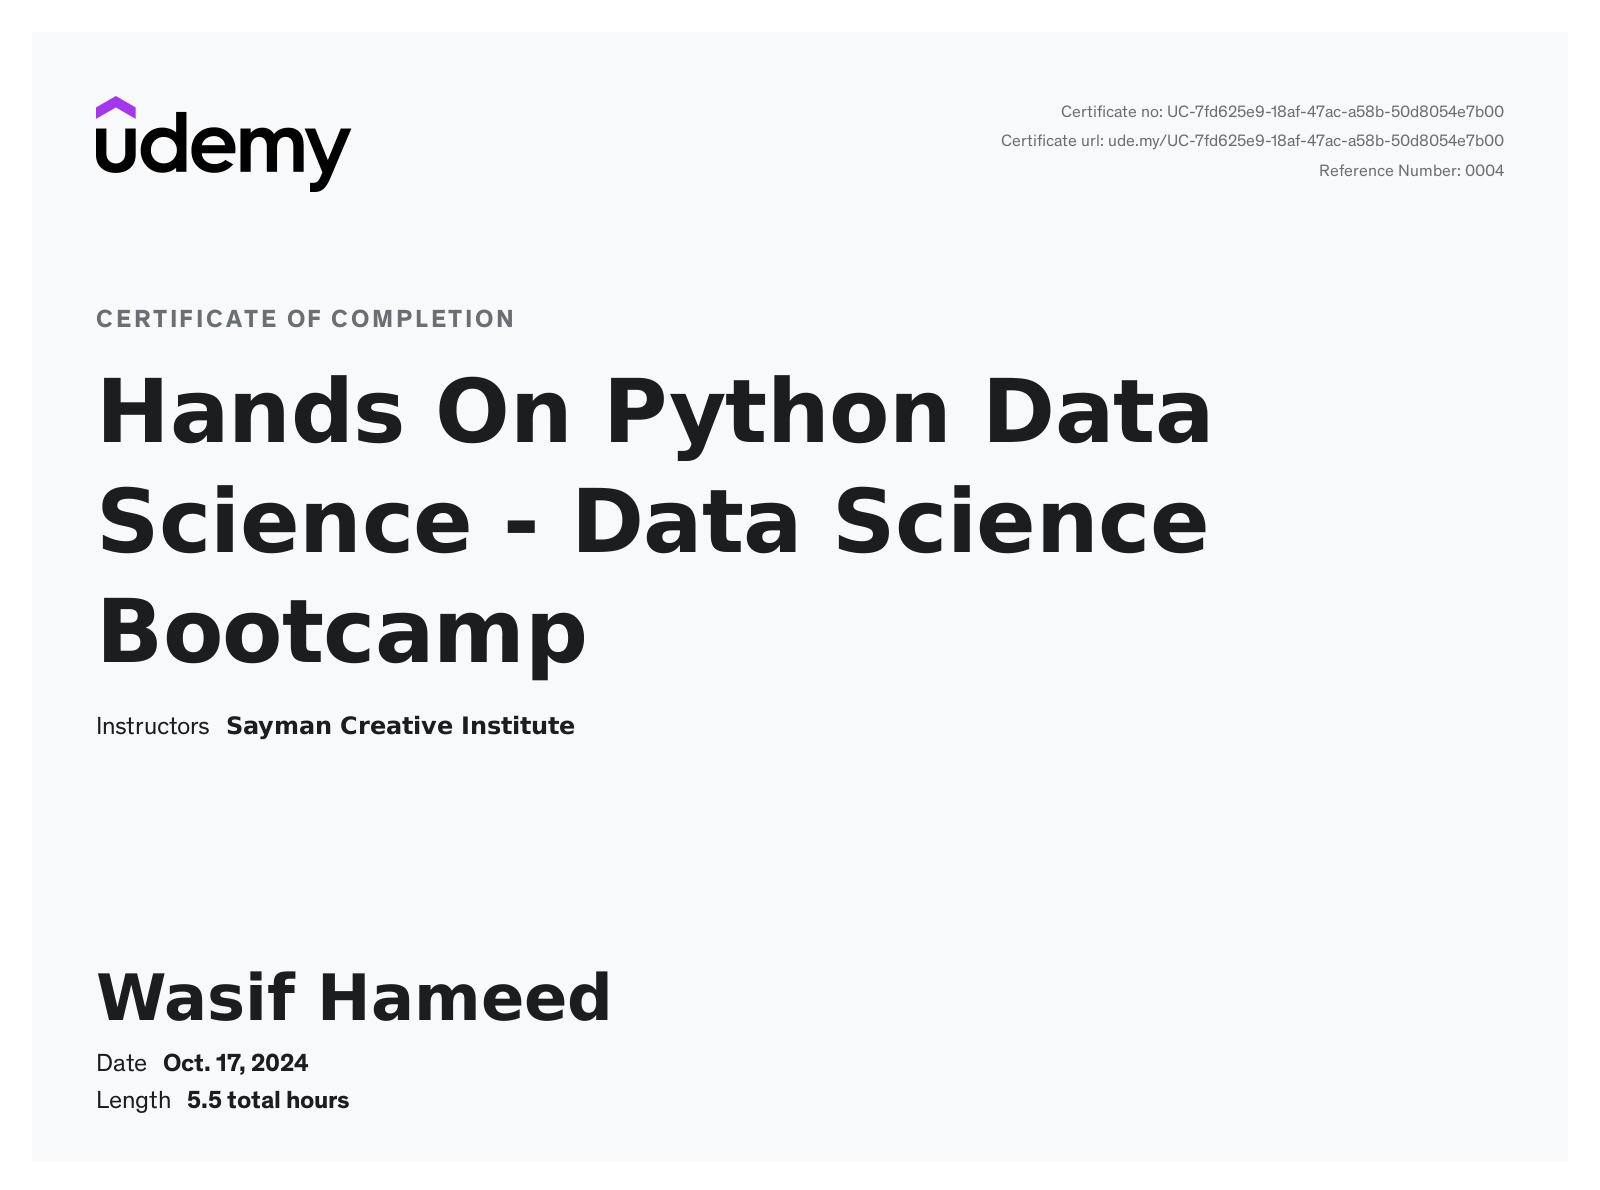 udemy
Certificate no: UC-7fd625e9-18af-47ac-a58b-50d8054e7b00
Certificate url: ude.my/UC-7fd625e9-18af-47ac-a58b-50d8054e7b00
Reference Number: 0004
CERTIFICATE OF COMPLETION
Hands On Python Data
Science - Data Science
Bootcamp
Instructors Sayman Creative Institute
Wasif Hameed
Date Oct. 17, 2024
Length 5.5 total hours